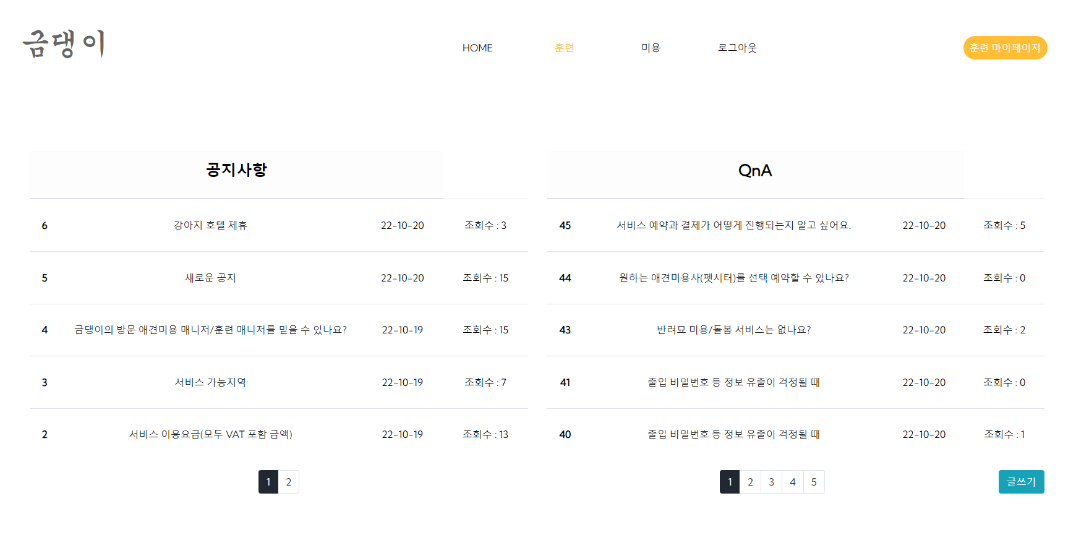 금댕이
HOME 훈련 미용 로그아웃 훈련 마이페이지
공지사항
6 강아지 호텔 제휴 22-10-20 조회수 : 3
5 새로운 공지 22-10-20 조회수 : 15
4 금댕이의 방문 애견미용 매니저/훈련 매니저를 믿을 수 있나요? 22-10-19 조회수 : 15
3 서비스 가능지역 22-10-19 조회수 : 7
2 서비스 이용요금(모두 VAT 포함 금액) 22-10-19 조회수 : 13
1 2
QnA
45 서비스 예약과 결제가 어떻게 진행되는지 알고 싶어요. 22-10-20 조회수 : 5
44 원하는 애견미용사(펫시터)를 선택 예약할 수 있나요? 22-10-20 조회수 : 0
43 반려묘 미용/돌봄 서비스는 없나요? 22-10-20 조회수 : 2
41 출입 비밀번호 등 정보 유출이 걱정될 때 22-10-20 조회수 : 0
40 출입 비밀번호 등 정보 유출이 걱정될 때 22-10-20 조회수 : 1
1 2 3 4 5
글쓰기